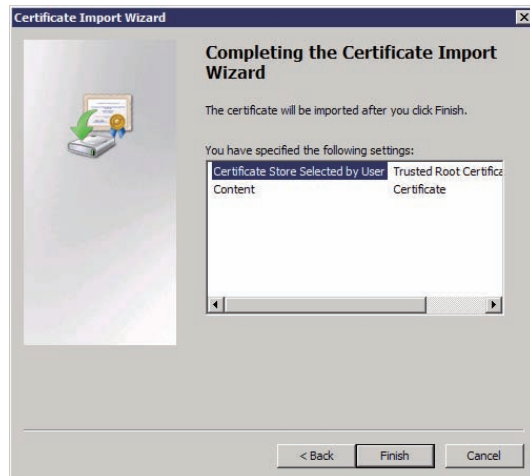 Certificate Import Wizard
Completing the Certificate Import
Wizard
The certificate will be imported after you click Finish.
You have specified the following settings:
Certificate Store Selected by User Trusted Root Certifica
Content Certificate
< Back Finish Cancel